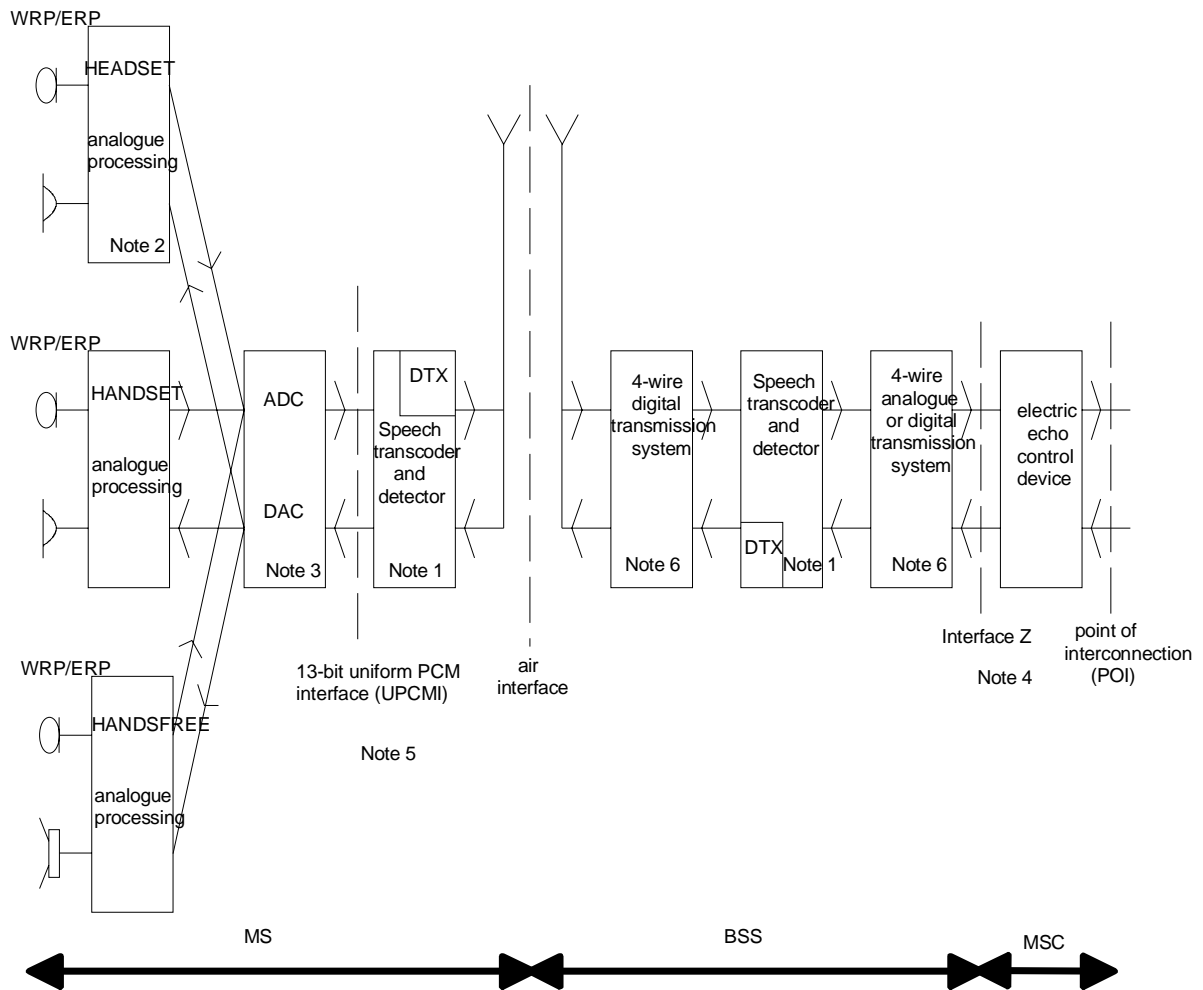 WRP/ERP
HEADSET
analogue
processing
Note 2
WRP/ERP
HANDSET
analogue
processing
WRP/ERP
HANDSFREE
analogue
processing
ADC
DAC
Note 3
13-bit uniform PCM
interface (UPCMI)
Note 5
DTX
Speech
transcoder
and
detector
Note 1
air
interface
4-wire
digital
transmission
system
Note 6
Speech
transcoder
and
detector
DTX
Note 1
4-wire
analogue
or digital
transmission
system
Note 6
Interface Z
Note 4
electric
echo
control
device
point of
interconnection
(POI)
MS
BSS
MSC